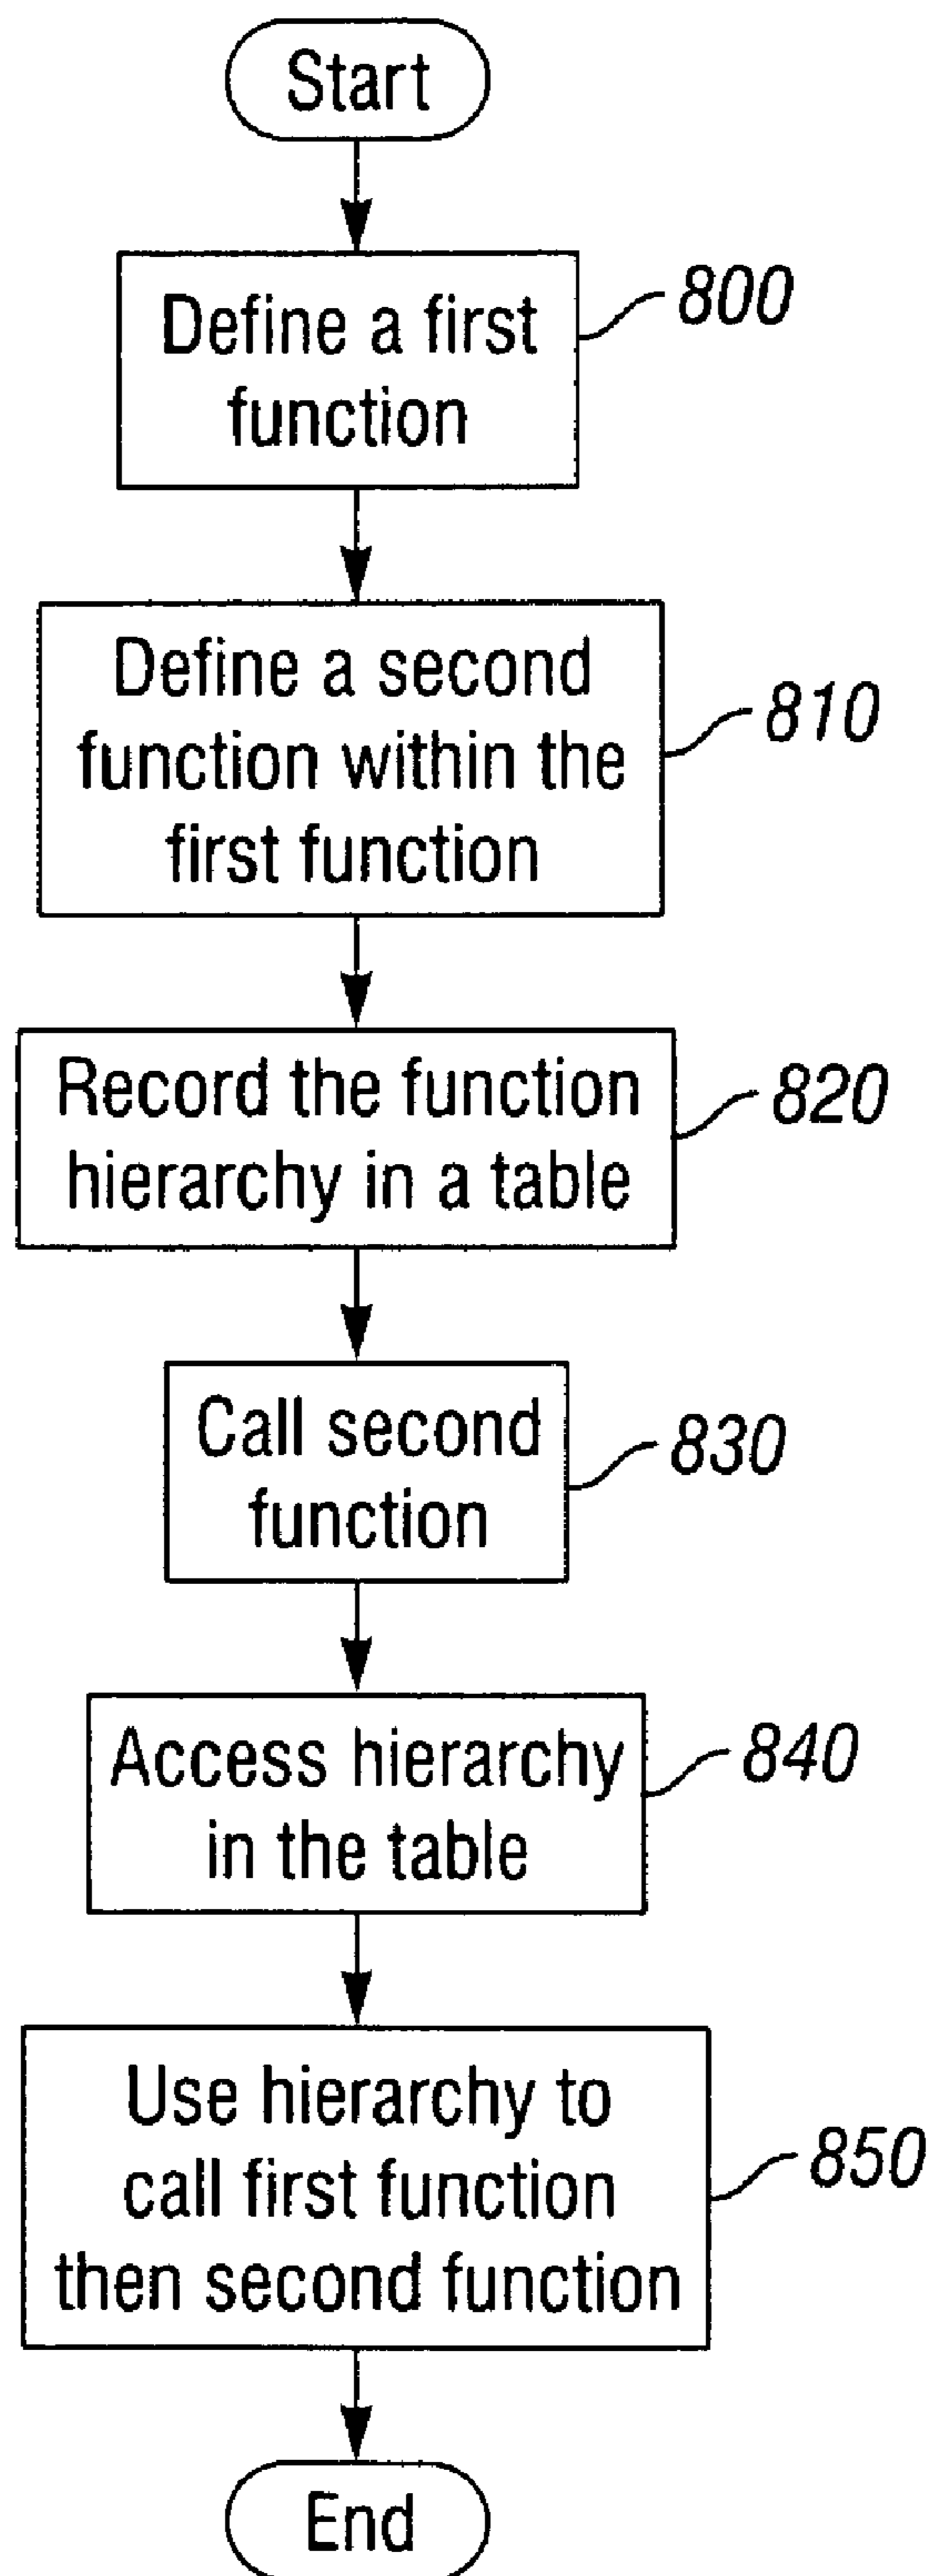 Start
Define a first
function
800
Define a second
function within the
first function
810
Record the function
hierarchy in a table
820
Call second
function
830
Access hierarchy
in the table
840
Use hierarchy to
call first function
then second function
850
End